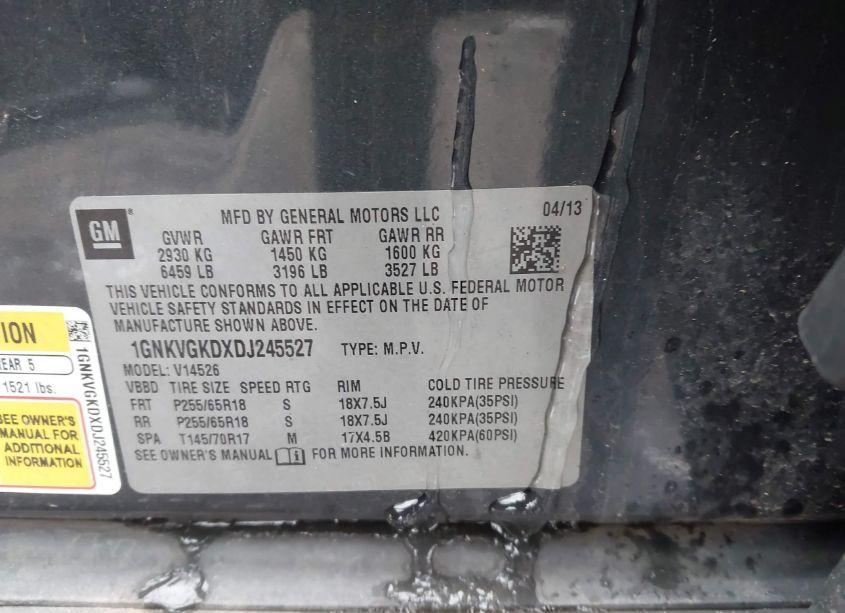 GM
MFD BY GENERAL MOTORS LLC 04/13
GVWR GAWR FRT GAWR RR
2930 KG 1450 KG 1600 KG
6459 LB 3196 LB 3527 LB
THIS VEHICLE CONFORMS TO ALL APPLICABLE U.S. FEDERAL MOTOR
VEHICLE SAFETY STANDARDS IN EFFECT ON THE DATE OF
MANUFACTURE SHOWN ABOVE.
1GNKVGKDXDJ245527 TYPE: M.P.V.
MODEL: V14526
VBBD TIRE SIZE SPEED RTG RIM COLD TIRE PRESSURE
FRT P255/65R18 S 18X7.5J 240KPA(35PSI)
RR P255/65R18 S 18X7.5J 240KPA(35PSI)
SPA T145/70R17 M 17X4.5B 420KPA(60PSI)
SEE OWNER'S MANUAL i FOR MORE INFORMATION.
ION
REAR 5
1521 lbs.
SEE OWNER'S
MANUAL FOR
ADDITIONAL
INFORMATION
1GNKVGKDXDJ245527